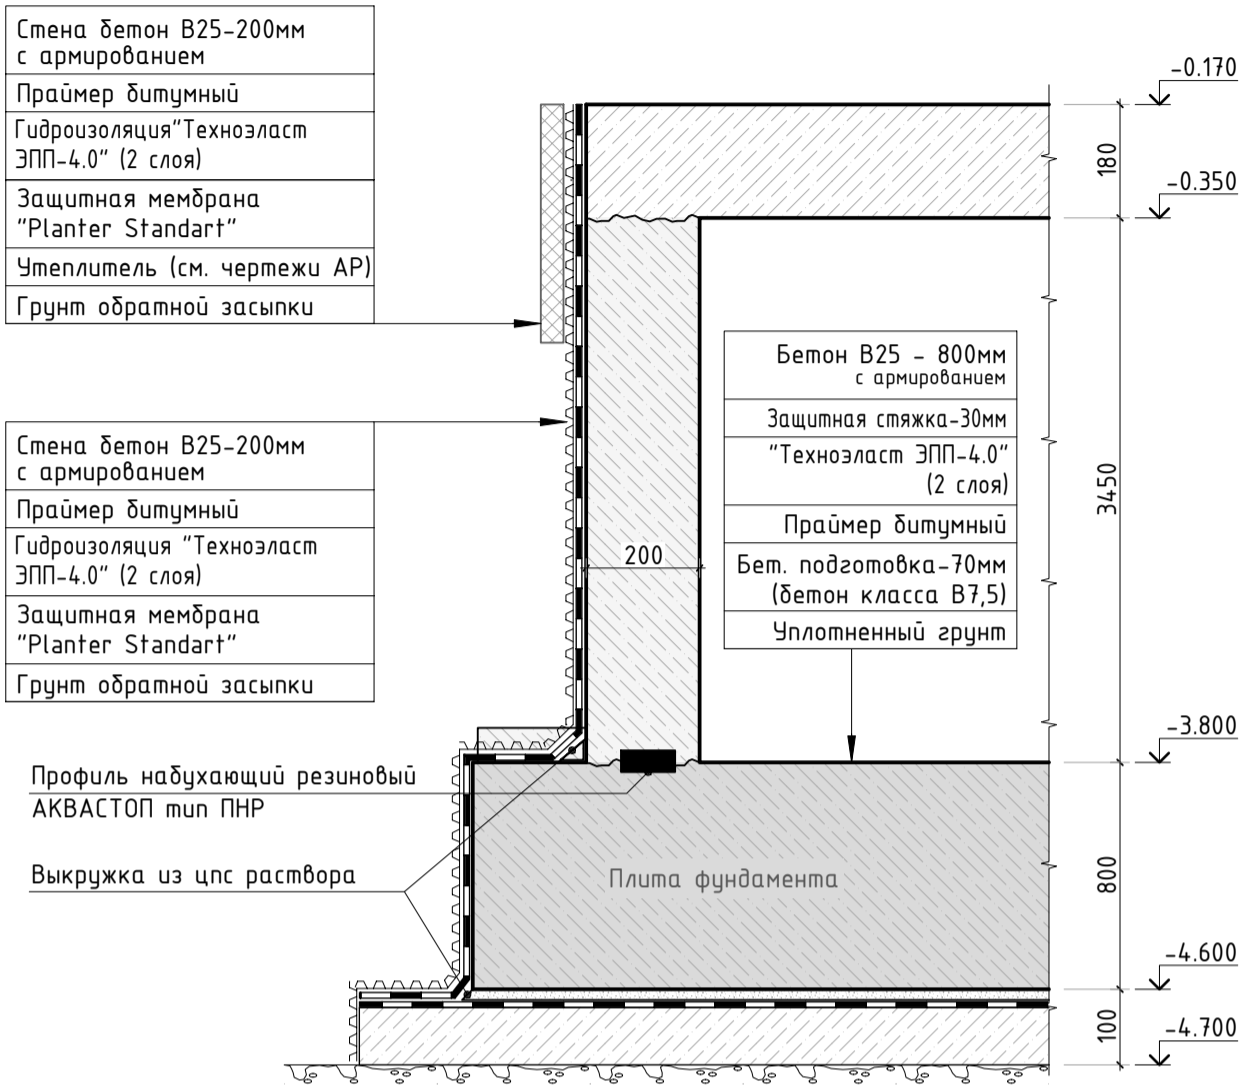 Стена бетон В25-200мм
с армированием
Праймер битумный
Гидроизоляция"Техноэласт
ЭПП-4.0" (2 слоя)
Защитная мембрана
"Planter Standart"
Утеплитель (см. чертежи АР)
Грунт обратной засыпки
Стена бетон В25-200мм
с армированием
Праймер битумный
Гидроизоляция "Техноэласт
ЭПП-4.0" (2 слоя)
Защитная мембрана
"Planter Standart"
Грунт обратной засыпки
Профиль набухающий резиновый
АКВАСТОП тип ПНР
Выкружка из цпс раствора
200
Бетон В25 - 800мм
с армированием
Защитная стяжка-30мм
"Техноэласт ЭПП-4.0"
(2 слоя)
Праймер битумный
Бет. подготовка-70мм
(бетон класса В7,5)
Уплотненный грунт
Плита фундамента
180
3450
800
100
-0.170
-0.350
-3.800
-4.600
-4.700